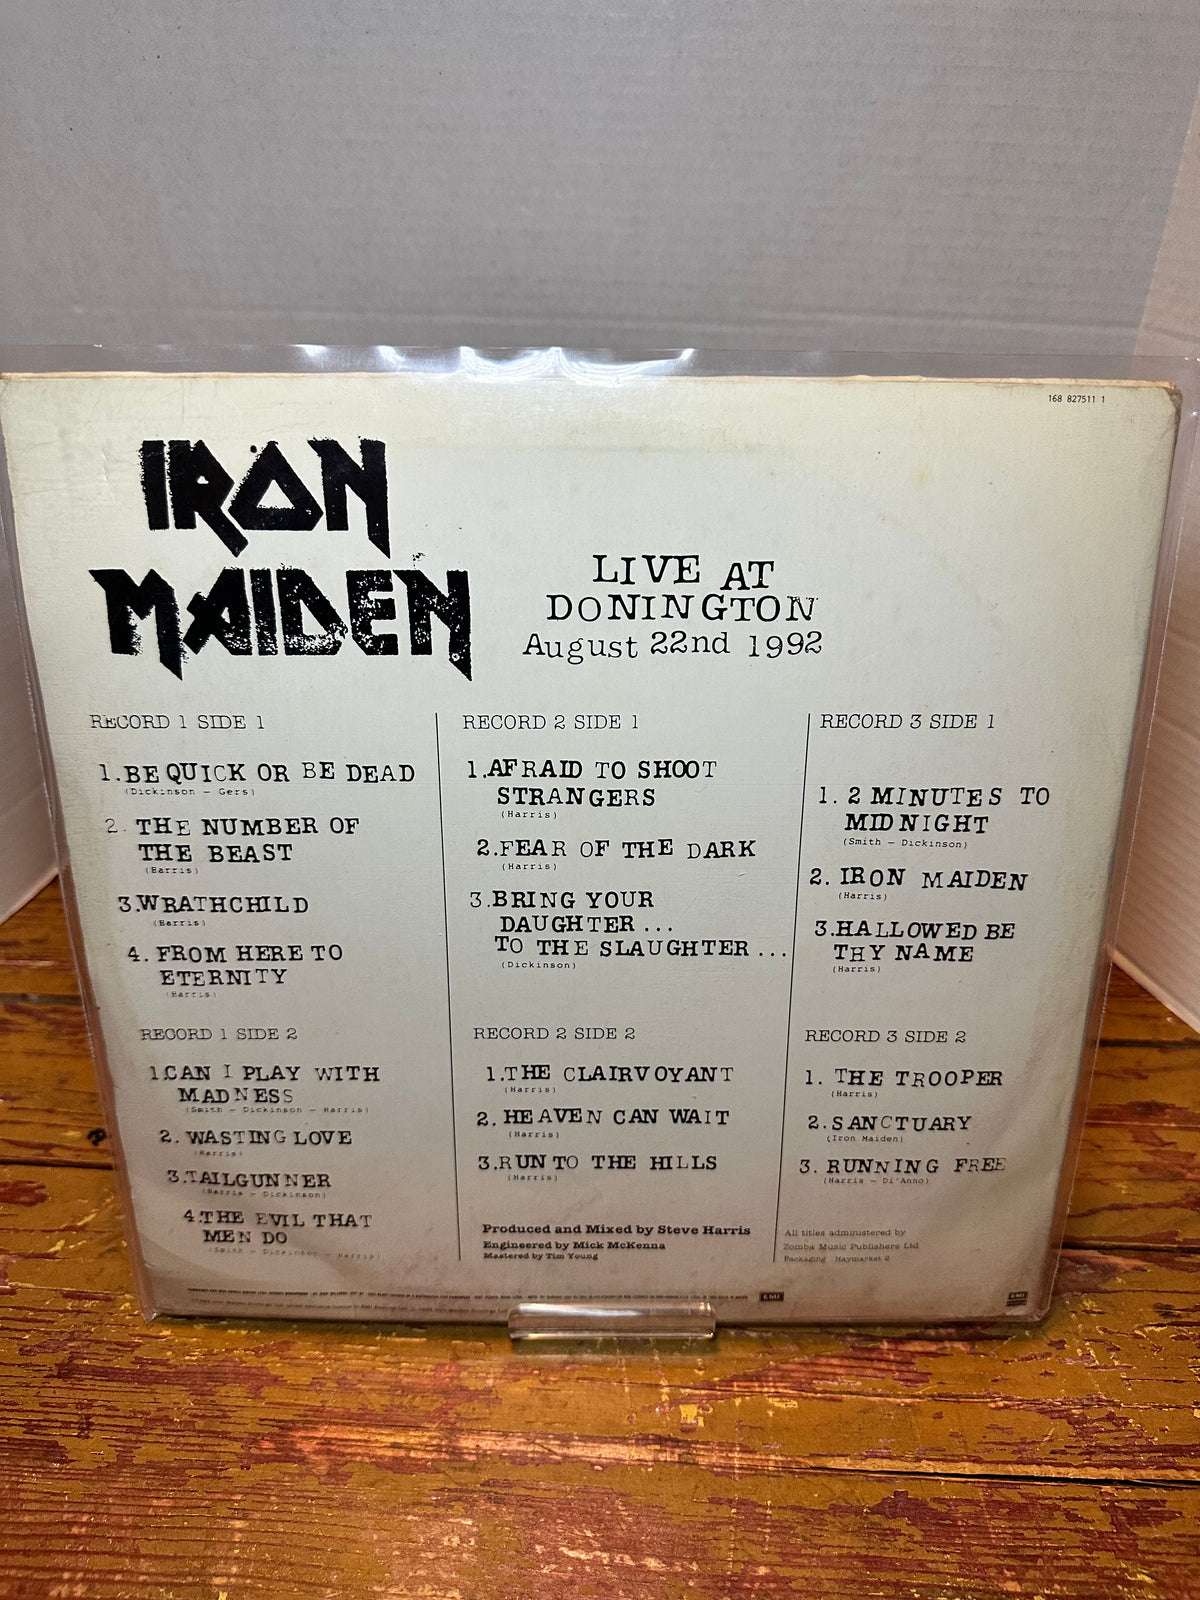 168 827511 1
IRON
MAIDEN
LIVE AT
DONINGTON
August 22nd 1992
RECORD 1 SIDE 1
1.BE QUICK OR BE DEAD
(Dickinson – Gers)
2. THE NUMBER OF
THE BEAST
(Harris)
3.WRATHCHILD
(Harris)
4. FROM HERE TO
ETERNITY
(Harris)
RECORD 1 SIDE 2
1.CAN I PLAY WITH
MADNESS
(Smith – Dickinson – Harris)
2. WASTING LOVE
(Harris)
3.TAILGUNNER
(Harris – Dickinson)
4.THE EVIL THAT
MEN DO
(Smith – Dickinson – Harris)
RECORD 2 SIDE 1
1.AFRAID TO SHOOT
STRANGERS
(Harris)
2.FEAR OF THE DARK
(Harris)
3.BRING YOUR
DAUGHTER...
TO THE SLAUGHTER...
(Dickinson)
RECORD 2 SIDE 2
1.THE CLAIRVOYANT
(Harris)
2. HEAVEN CAN WAIT
(Harris)
3.RUN TO THE HILLS
(Harris)
Produced and Mixed by Steve Harris
Engineered by Mick McKenna
Mastered by Tim Young
RECORD 3 SIDE 1
1. 2 MINUTES TO
MIDNIGHT
(Smith – Dickinson)
2. IRON MAIDEN
(Harris)
3.HALLOWED BE
THY NAME
(Harris)
RECORD 3 SIDE 2
1. THE TROOPER
(Harris)
2.SANCTUARY
(Iron Maiden)
3. RUNNING FREE
(Harris – Di'Anno)
All titles administered by
Zomba Music Publishers Ltd
Packaging Haymarket 2
EMI
EMI